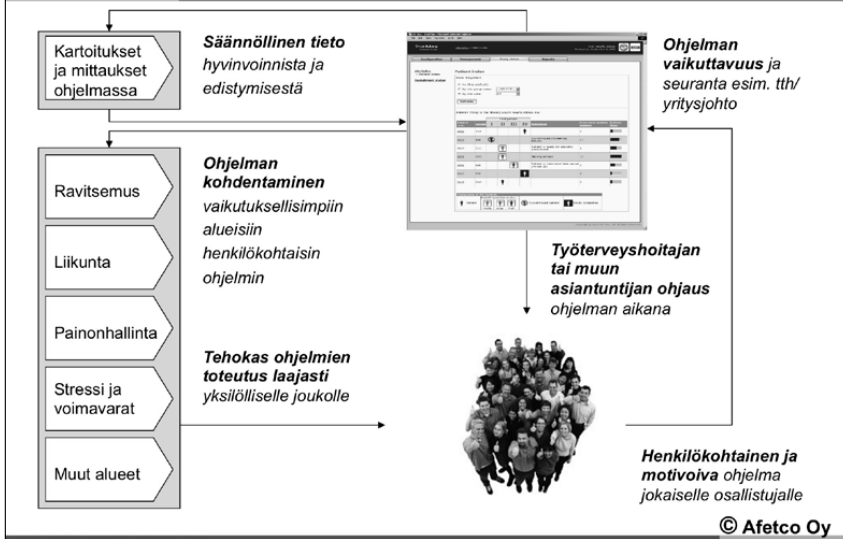 Kartoitukset
ja mittaukset
ohjelmassa
Säännöllinen tieto
hyvinvoinnista ja
edistymisestä
Ohjelman
vaikuttavuus ja
seuranta esim. tth/
yritysjohto
Ravitsemus
Liikunta
Painonhallinta
Stressi ja
voimavarat
Muut alueet
Ohjelman
kohdentaminen
vaikutuksellisimpiin
alueisiin
henkilökohtaisin
ohjelmin
Työterveyshoitajan
tai muun
asiantuntijan ohjaus
ohjelman aikana
Tehokas ohjelmien
toteutus laajasti
yksilölliselle joukolle
Henkilökohtainen ja
motivoiva ohjelma
jokaiselle osallistujalle
© Afetco Oy